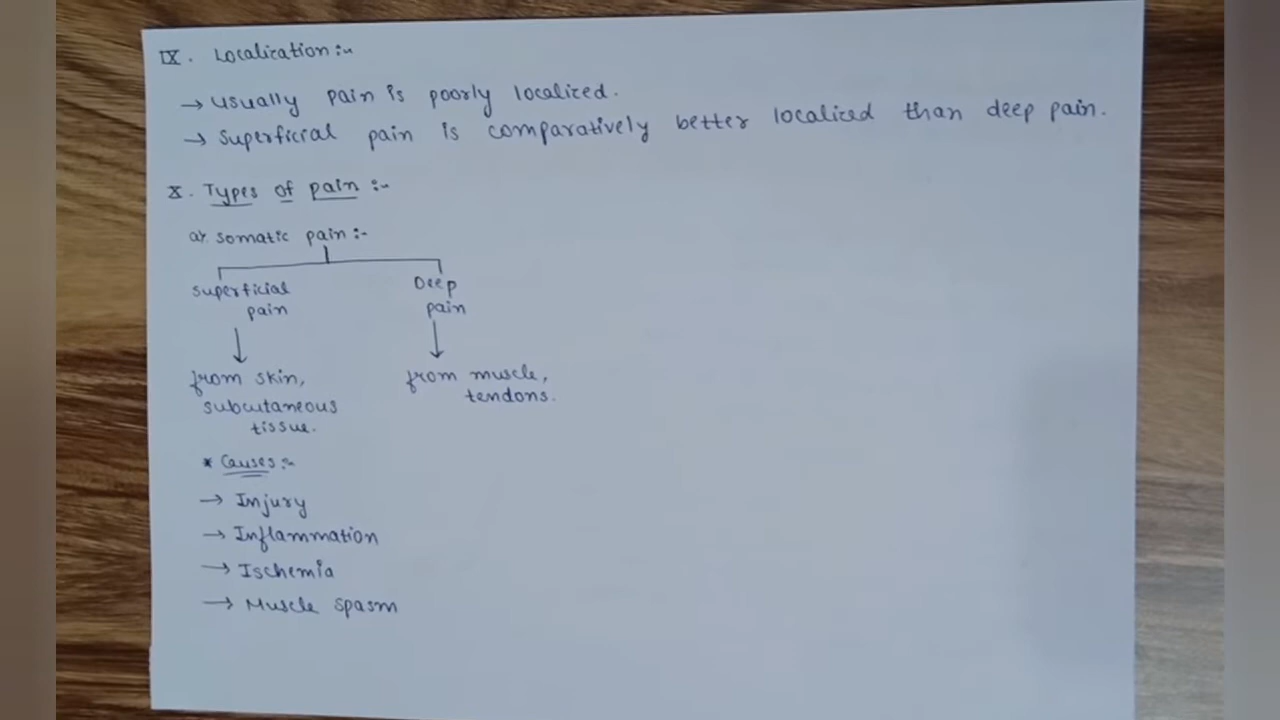 IX. Localization :-
→ Usually pain is poorly localized.
→ Superficial pain is comparatively better localized than deep pain.
X. Types of pain :-
a) Somatic pain :-
Superficial pain
Deep pain
from skin, subcutaneous tissue.
from muscle, tendons.
* Causes :-
→ Injury
→ Inflammation
→ Ischemia
→ Muscle spasm